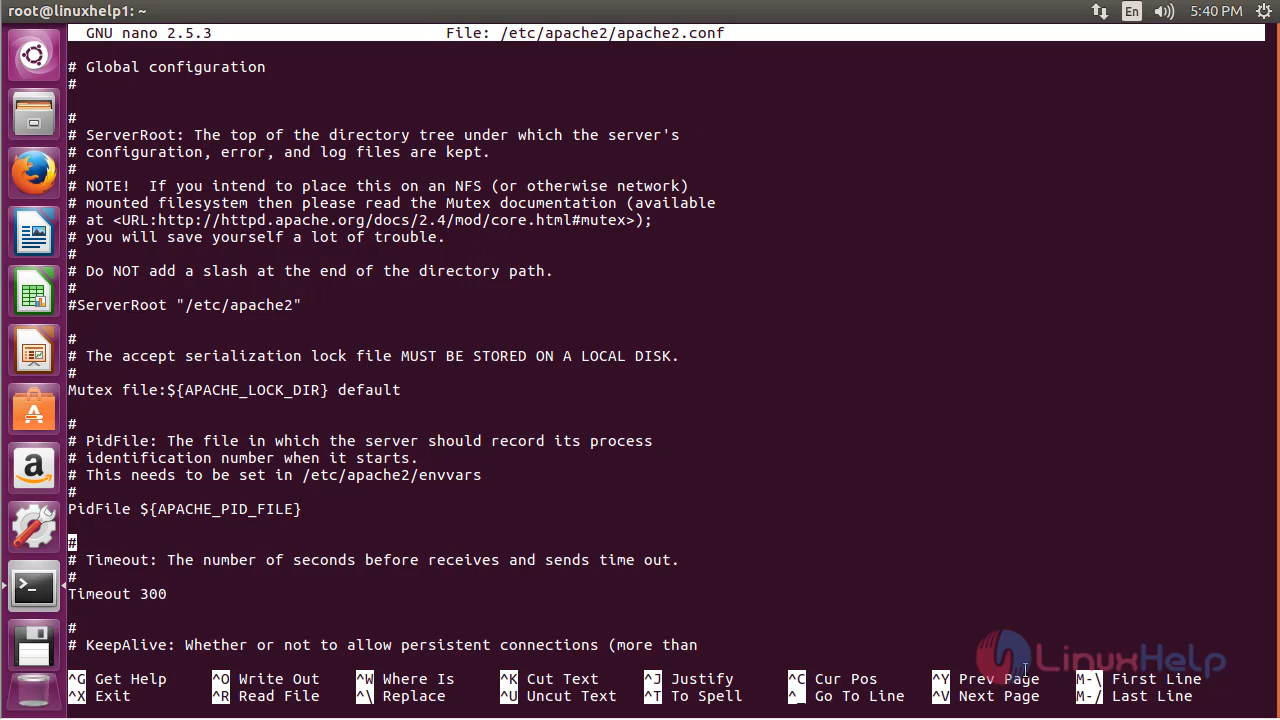 root@linuxhelp1: ~
En
5:40 PM
GNU nano 2.5.3 File: /etc/apache2/apache2.conf
# Global configuration
#
#
# ServerRoot: The top of the directory tree under which the server's
# configuration, error, and log files are kept.
#
# NOTE!  If you intend to place this on an NFS (or otherwise network)
# mounted filesystem then please read the Mutex documentation (available
# at <URL:http://httpd.apache.org/docs/2.4/mod/core.html#mutex>);
# you will save yourself a lot of trouble.
#
# Do NOT add a slash at the end of the directory path.
#
#ServerRoot "/etc/apache2"
#
# The accept serialization lock file MUST BE STORED ON A LOCAL DISK.
#
Mutex file:${APACHE_LOCK_DIR} default
#
# PidFile: The file in which the server should record its process
# identification number when it starts.
# This needs to be set in /etc/apache2/envvars
#
PidFile ${APACHE_PID_FILE}
#
# Timeout: The number of seconds before receives and sends time out.
#
Timeout 300
#
# KeepAlive: Whether or not to allow persistent connections (more than
LinuxHelp
^G Get Help ^O Write Out ^W Where Is ^K Cut Text ^J Justify ^C Cur Pos ^Y Prev Page M-\ First Line
^X Exit ^R Read File ^\ Replace ^U Uncut Text ^T To Spell ^_ Go To Line ^V Next Page M-/ Last Line